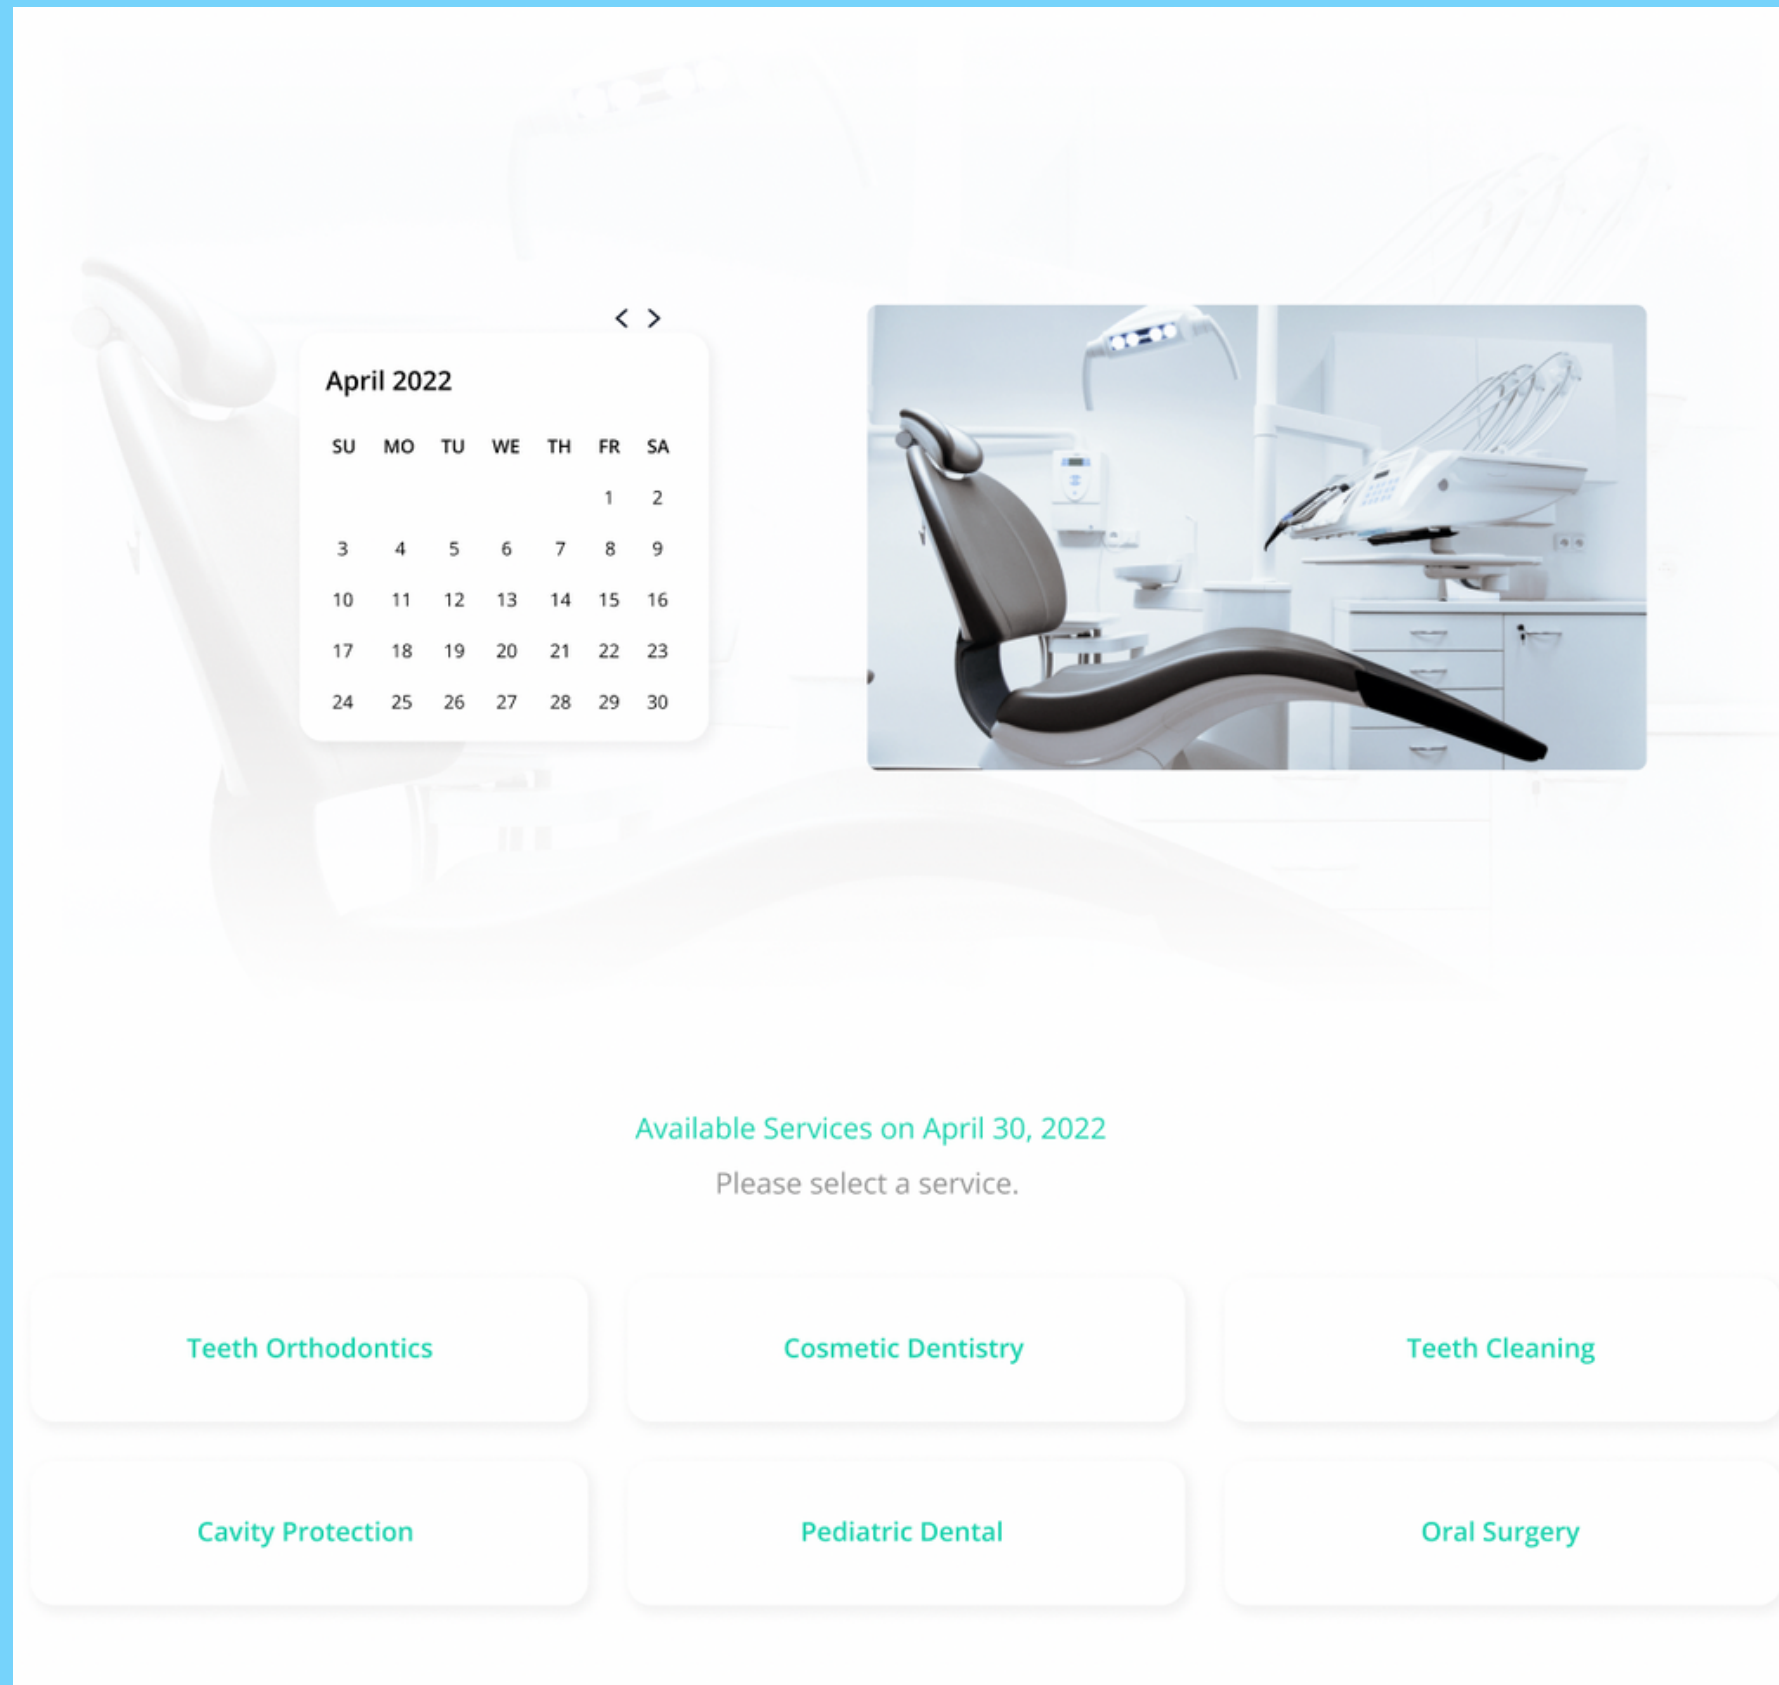 April 2022
SU MO TU WE TH FR SA
1 2
3 4 5 6 7 8 9
10 11 12 13 14 15 16
17 18 19 20 21 22 23
24 25 26 27 28 29 30
Available Services on April 30, 2022
Please select a service.
Teeth Orthodontics
Cosmetic Dentistry
Teeth Cleaning
Cavity Protection
Pediatric Dental
Oral Surgery